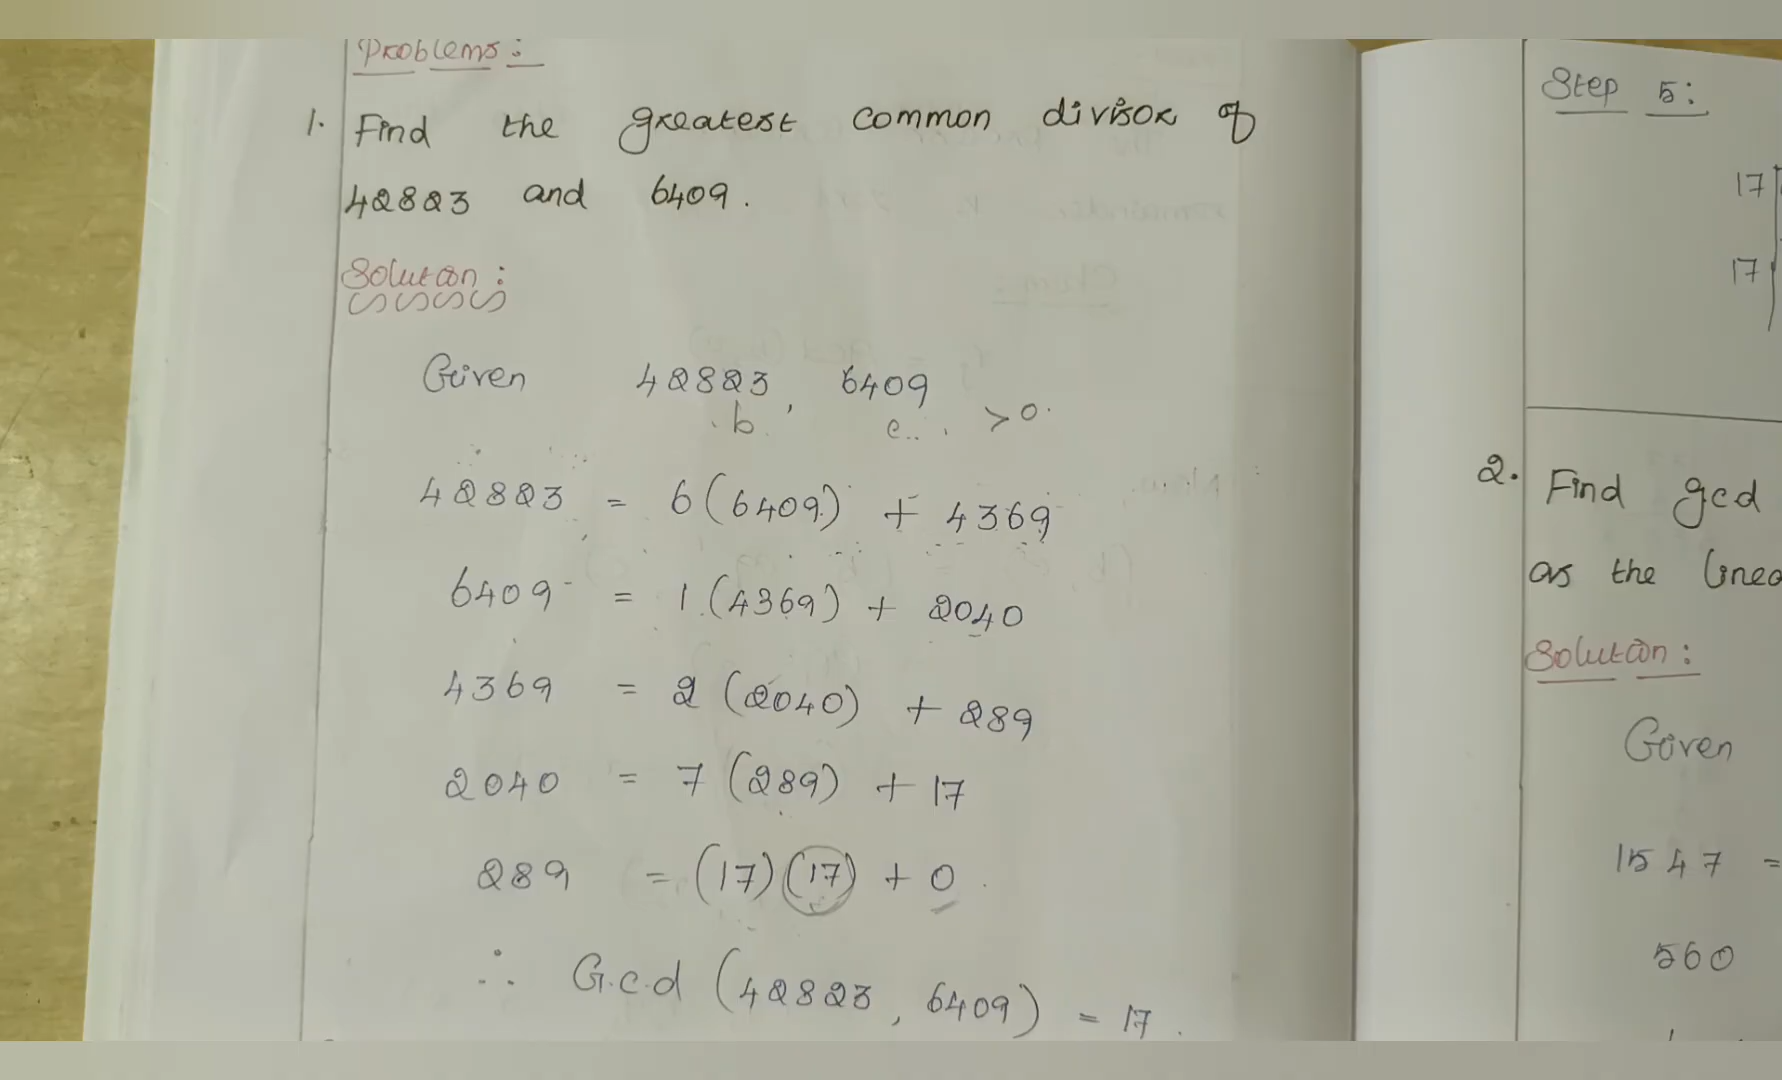 Problems:
1. Find the greatest common divisor of
42823 and 6409.
Solution:
Given 42823, 6409 > 0.
b c
42823 = 6(6409) + 4369
6409 = 1.(4369) + 2040
4369 = 2(2040) + 289
2040 = 7(289) + 17
289 = (17)(17) + 0
∴ G.c.d (42823, 6409) = 17.
Step 5:
17
17
2. Find gcd
as the linea
Solution:
Given
1547 =
560